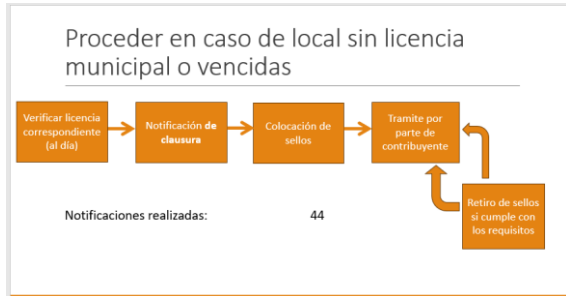 Proceder en caso de local sin licencia
municipal o vencidas
Verificar licencia
correspondiente
(al día)
Notificación de
clausura
Colocación de
sellos
Tramite por
parte de
contribuyente
Retiro de sellos
si cumple con
los requisitos
Notificaciones realizadas: 44